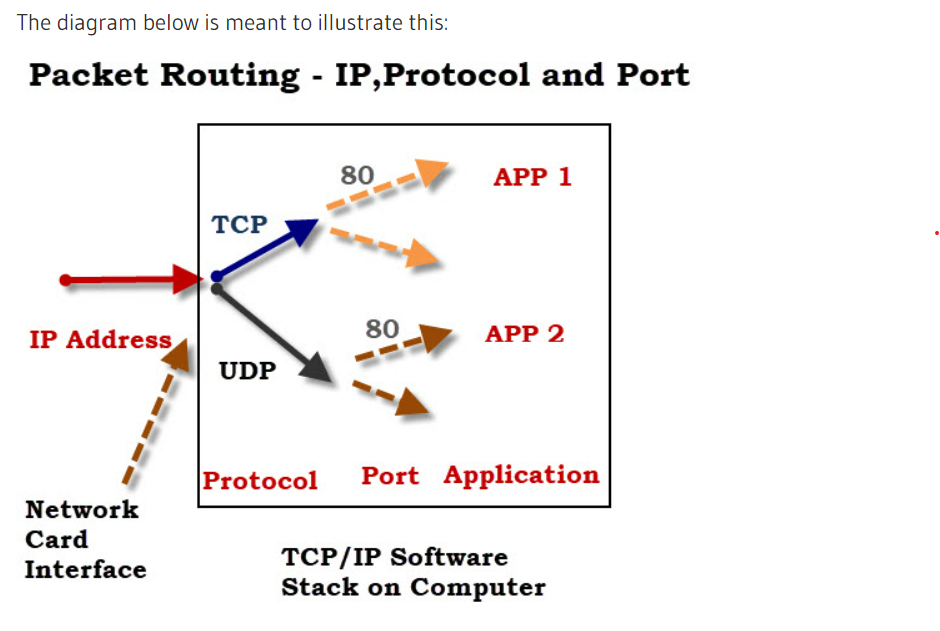 The diagram below is meant to illustrate this:
Packet Routing - IP,Protocol and Port
80
APP 1
TCP
IP Address
80
APP 2
UDP
Protocol
Port
Application
Network
Card
Interface
TCP/IP Software
Stack on Computer